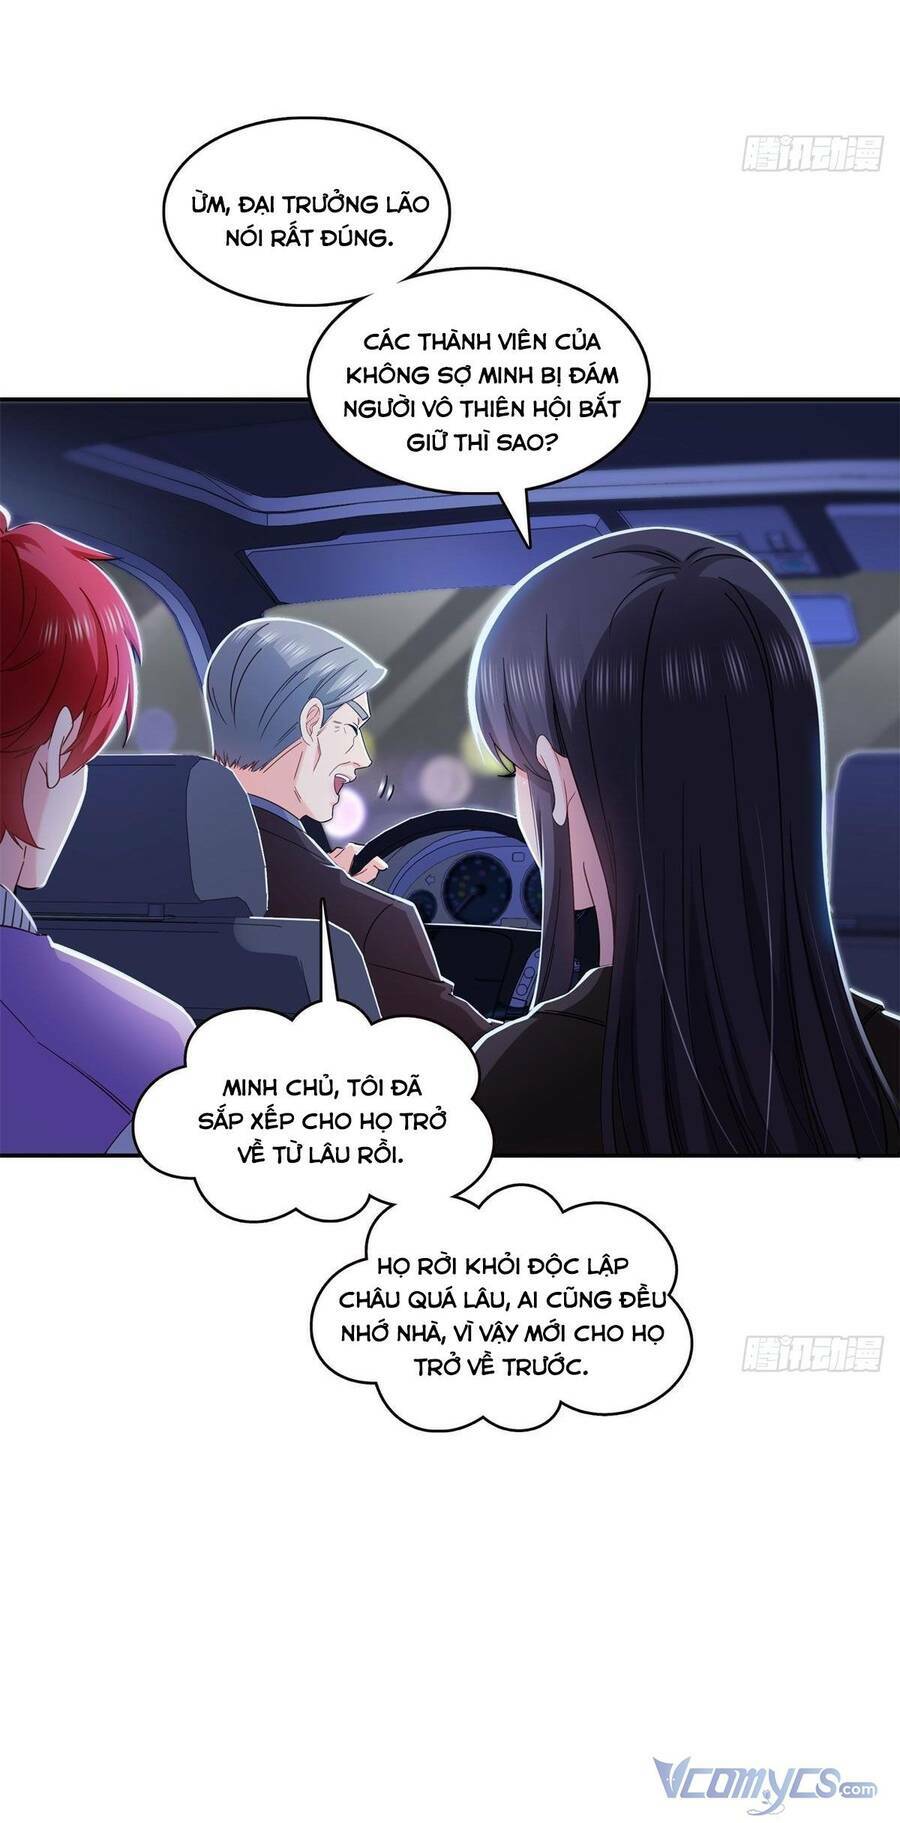 腾讯动漫
ỪM, ĐẠI TRƯỞNG LÃO
NÓI RẤT ĐÚNG.
CÁC THÀNH VIÊN CỦA
KHÔNG SỢ MINH BỊ ĐÁM
NGƯỜI VÔ THIÊN HỘI BẮT
GIỮ THÌ SAO?
MINH CHỦ, TÔI ĐÃ
SẮP XẾP CHO HỌ TRỞ
VỀ TỪ LÂU RỒI.
HỌ RỜI KHỎI ĐỘC LẬP
CHÂU QUÁ LÂU, AI CŨNG ĐỀU
NHỚ NHÀ, VÌ VẬY MỚI CHO HỌ
TRỞ VỀ TRƯỚC.
腾讯动漫
VCOMYCS.com